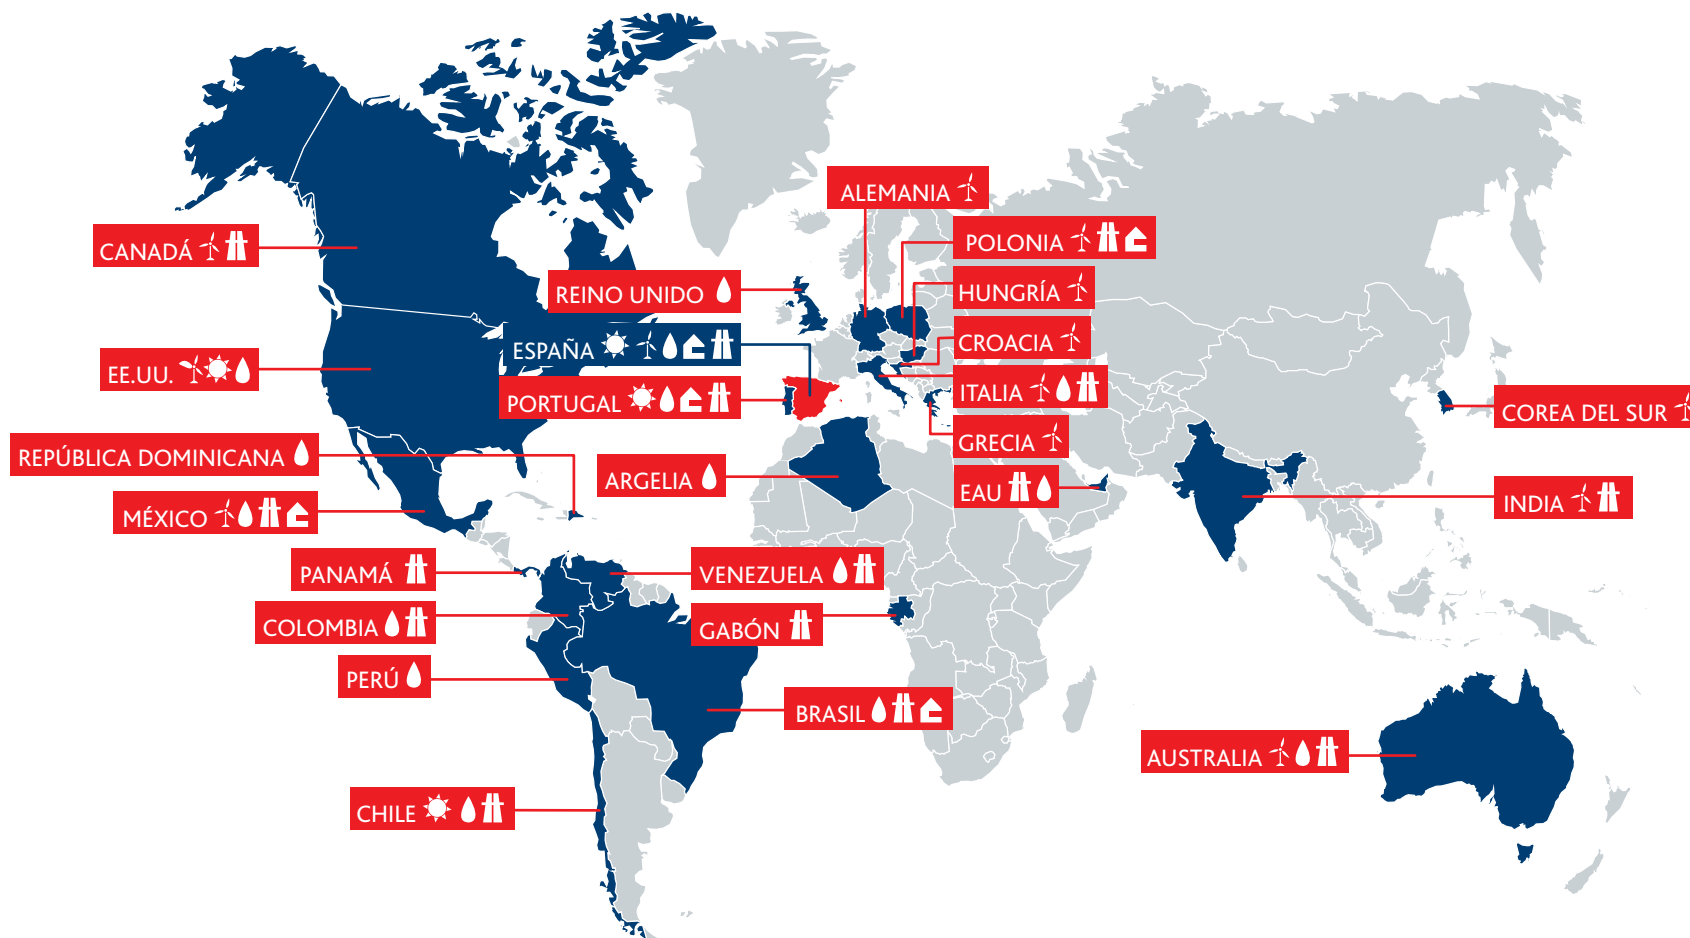 ALEMANIA
CANADÁ
POLONIA
REINO UNIDO
HUNGRÍA
ESPAÑA
CROACIA
EE.UU.
PORTUGAL
ITALIA
COREA DEL SUR
GRECIA
REPÚBLICA DOMINICANA
ARGELIA
EAU
MÉXICO
INDIA
PANAMÁ
VENEZUELA
COLOMBIA
GABÓN
PERÚ
BRASIL
AUSTRALIA
CHILE